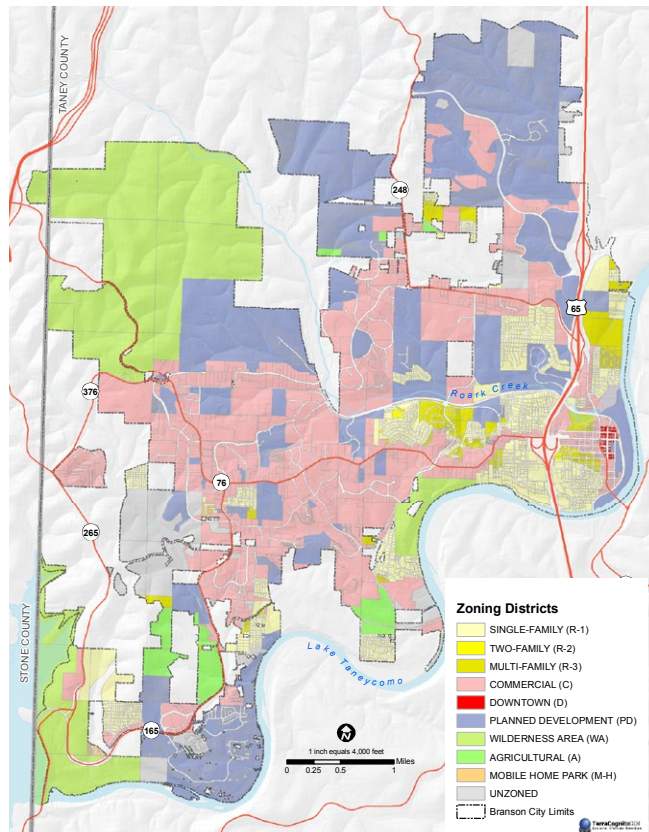 TANEY COUNTY
248
65
Roark Creek
376
76
265
STONE COUNTY
Lake Taneycomo
165
N
1 inch equals 4,000 feet
Miles
0 0.25 0.5 1
Zoning Districts
SINGLE-FAMILY (R-1)
TWO-FAMILY (R-2)
MULTI-FAMILY (R-3)
COMMERCIAL (C)
DOWNTOWN (D)
PLANNED DEVELOPMENT (PD)
WILDERNESS AREA (WA)
AGRICULTURAL (A)
MOBILE HOME PARK (M-H)
UNZONED
Branson City Limits